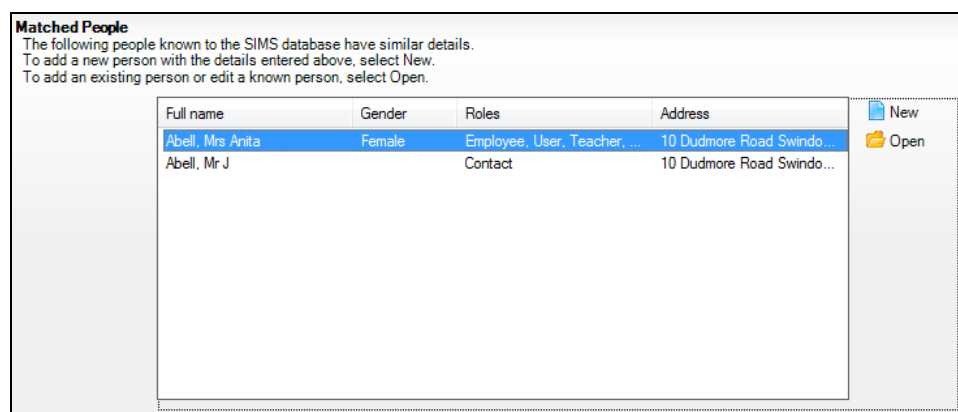 Matched People
The following people known to the SIMS database have similar details.
To add a new person with the details entered above, select New.
To add an existing person or edit a known person, select Open.
Full name Gender Roles Address New
Abell, Mrs Anita Female Employee, User, Teacher, ... 10 Dudmore Road Swindo... Open
Abell, Mr J Contact 10 Dudmore Road Swindo...